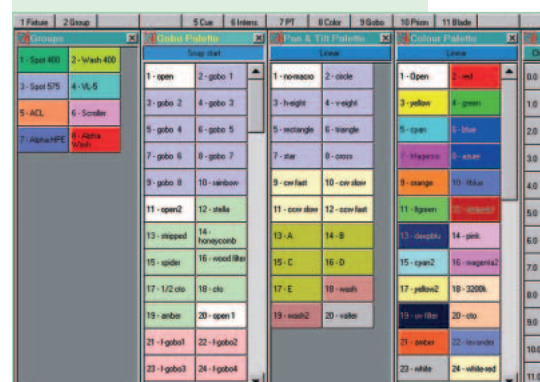 1 Fixture 2 Group 5 Cue 6 Intens. 7 PT 8 Color 9 Gobo 10 Prism 11 Blade
Groups
1 - Spot 400 2 - Wash 400
3 - Spot 575 4 - VL-5
5 - ACL 6 - Scroller
7 - Alpha HPE 8 - Alpha Wash
Gobo Palette
Snap start
1 - open 2 - gobo 1
3 - gobo 2 4 - gobo 3
5 - gobo 4 6 - gobo 5
7 - gobo 6 8 - gobo 7
9 - gobo 8 10 - rainbow
11 - open2 12 - stella
13 - stripped 14 - honeycomb
15 - spider 16 - wood filter
17 - 1/2 cto 18 - cto
19 - amber 20 - open 1
21 - f-gobo1 22 - f-gobo2
23 - f-gobo3 24 - f-gobo4
Pan & Tilt Palette
Linear
1 - no-macro 2 - circle
3 - h-eight 4 - v-eight
5 - rectangle 6 - triangle
7 - star 8 - cross
9 - cw fast 10 - cw slow
11 - ccw slow 12 - ccw fast
13 - A 14 - B
15 - C 16 - D
17 - E 18 - wash
19 - wash2 20 - valter
Colour Palette
Linear
1 - Open 2 - red
3 - yellow 4 - green
5 - cyan 6 - blue
7 - Magenta 8 - azure
9 - orange 10 - ltblue
11 - ltgreen
13 - deepblu 14 - pink
15 - cyan2 16 - magenta2
17 - yellow2 18 - 3200k
19 - uv-filter 20 - cto
21 - amber 22 - lavander
23 - white 24 - white-red
0.0
1.0
2.0
3.0
4.0
5.0
6.0
7.0
8.0
9.0
10.0
11.0